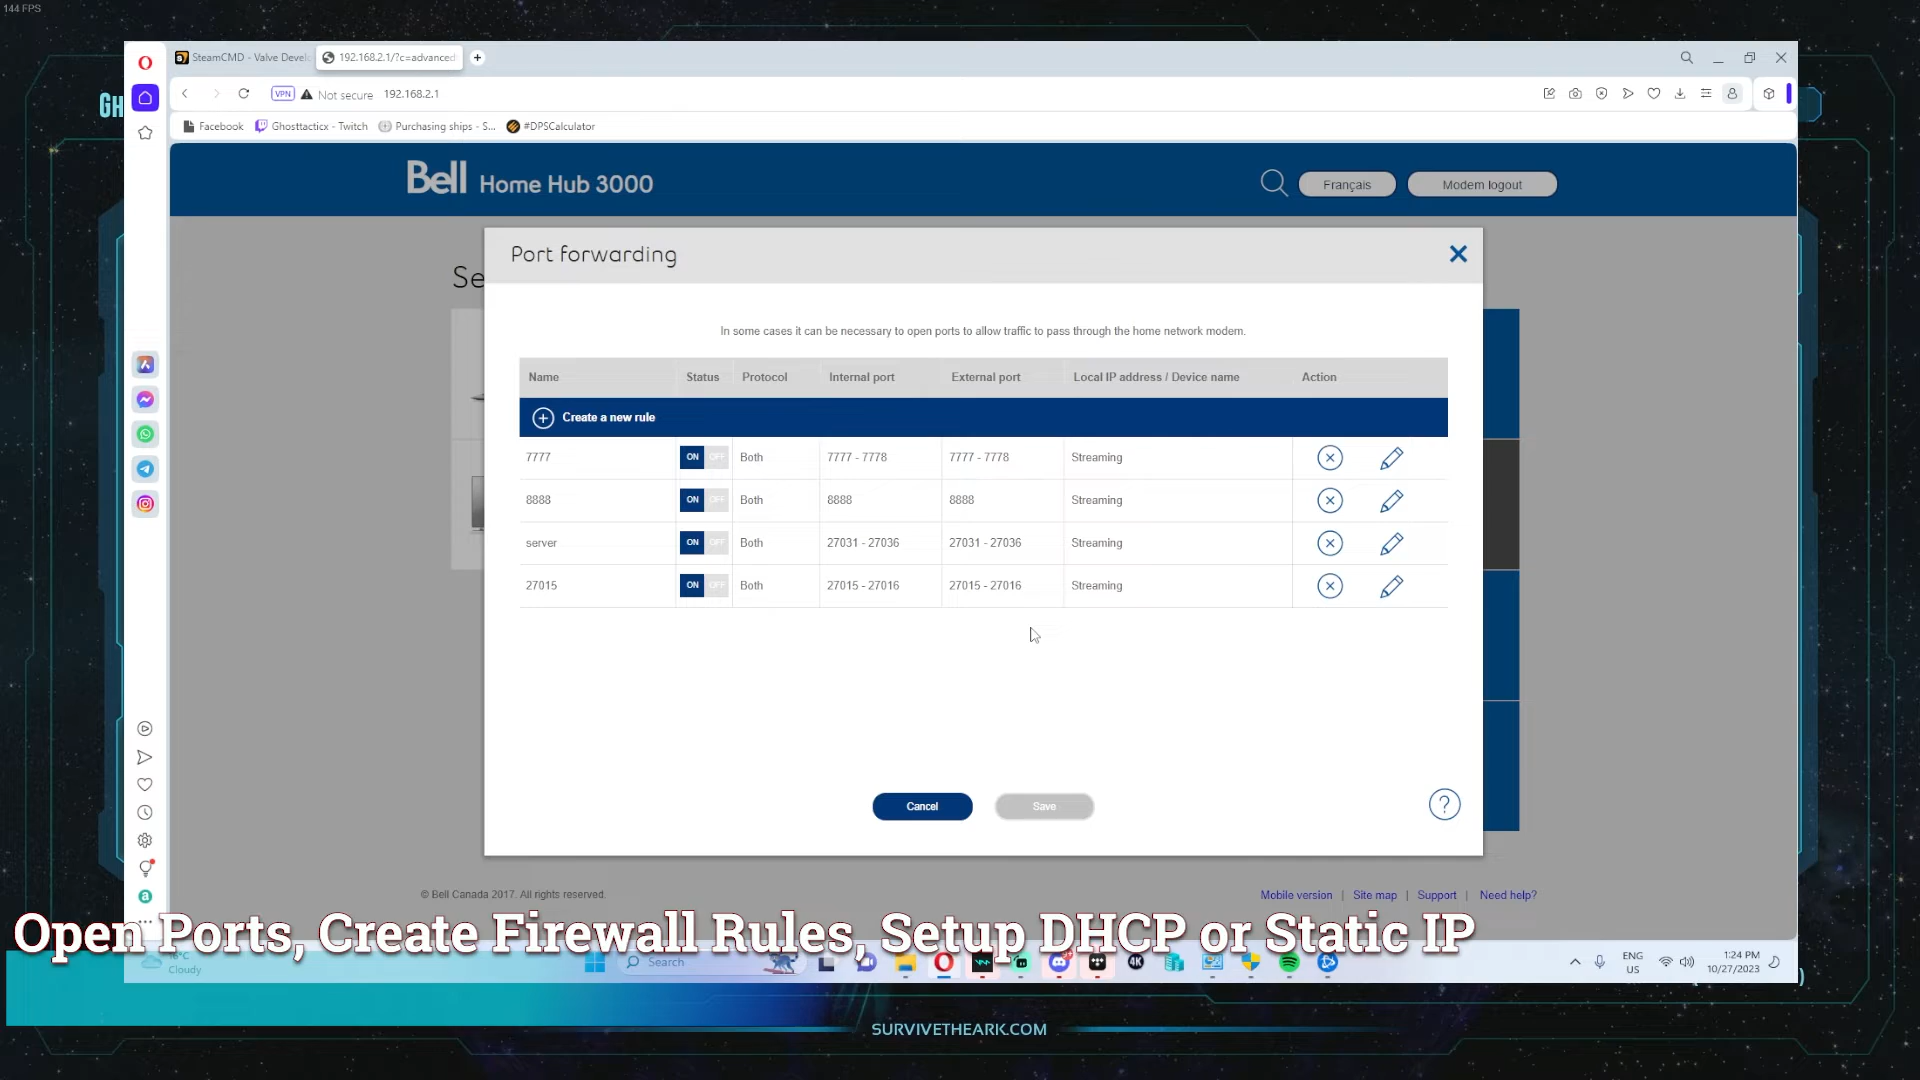 144 FPS
SteamCMD - Valve Devel
192.168.2.1/?c=advanced
VPN
Not secure
192.168.2.1
GH
Facebook
Ghosttacticx - Twitch
Purchasing ships - S...
#DPSCalculator
Bell Home Hub 3000
Français
Modem logout
Se
Port forwarding
In some cases it can be necessary to open ports to allow traffic to pass through the home network modem.
Name Status Protocol Internal port External port Local IP address / Device name Action
Create a new rule
7777 ON OFF Both 7777 - 7778 7777 - 7778 Streaming
8888 ON OFF Both 8888 8888 Streaming
server ON OFF Both 27031 - 27036 27031 - 27036 Streaming
27015 ON OFF Both 27015 - 27016 27015 - 27016 Streaming
Cancel
Save
?
© Bell Canada 2017. All rights reserved.
Mobile version | Site map | Support | Need help?
Open Ports, Create Firewall Rules, Setup DHCP or Static IP
Cloudy
Search
4K
ENG
US
1:24 PM
10/27/2023
SURVIVETHEARK.COM